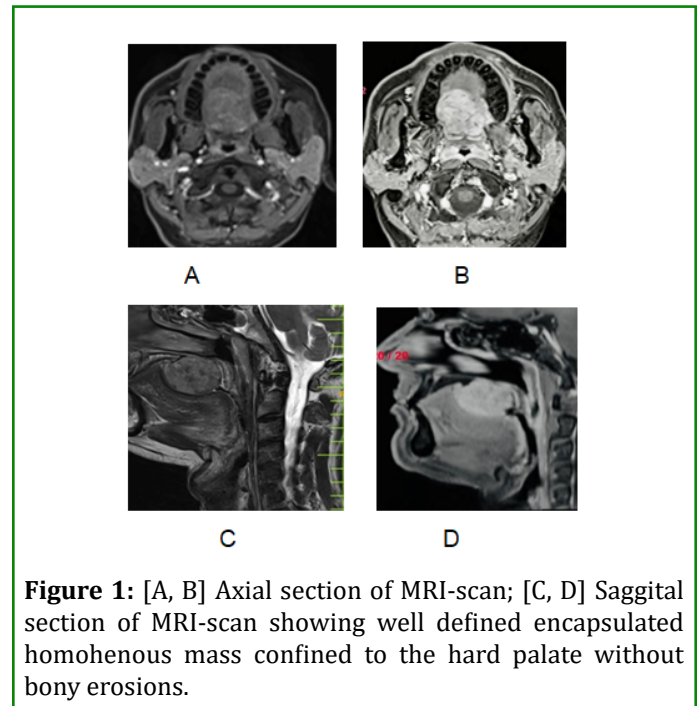 A
B
C
D
Figure 1: [A, B] Axial section of MRI-scan; [C, D] Saggital
section of MRI-scan showing well defined encapsulated
homohenous mass confined to the hard palate without
bony erosions.